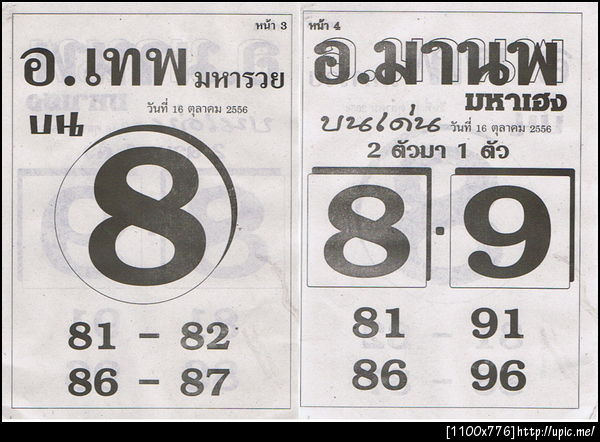 หน้า 3
อ.เทพ มหารวย
วันที่ 16 ตุลาคม 2556
บน
8
81 – 82
86 – 87
หน้า 4
อ.มานพ
มหาเฮง
บนเด่น วันที่ 16 ตุลาคม 2556
2 ตัวมา 1 ตัว
8 · 9
81 91
86 96
[1100x776]http://upic.me/